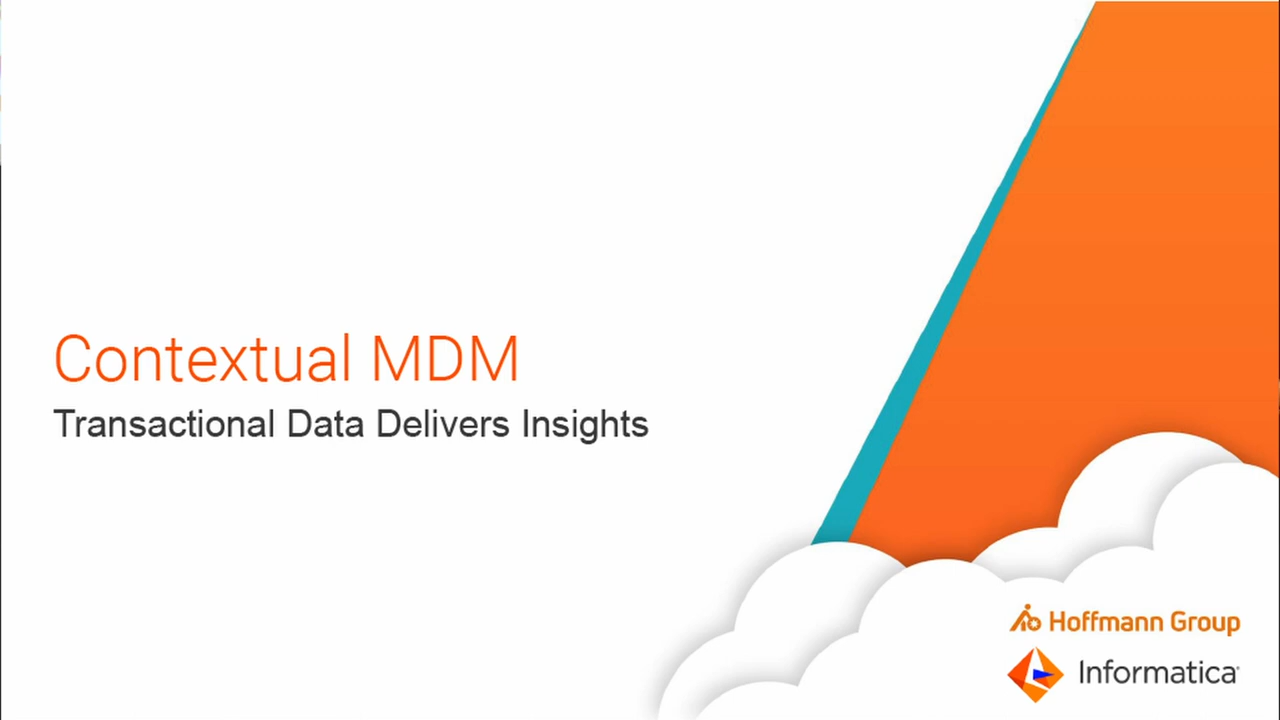 Contextual MDM
Transactional Data Delivers Insights
Hoffmann Group
Informatica